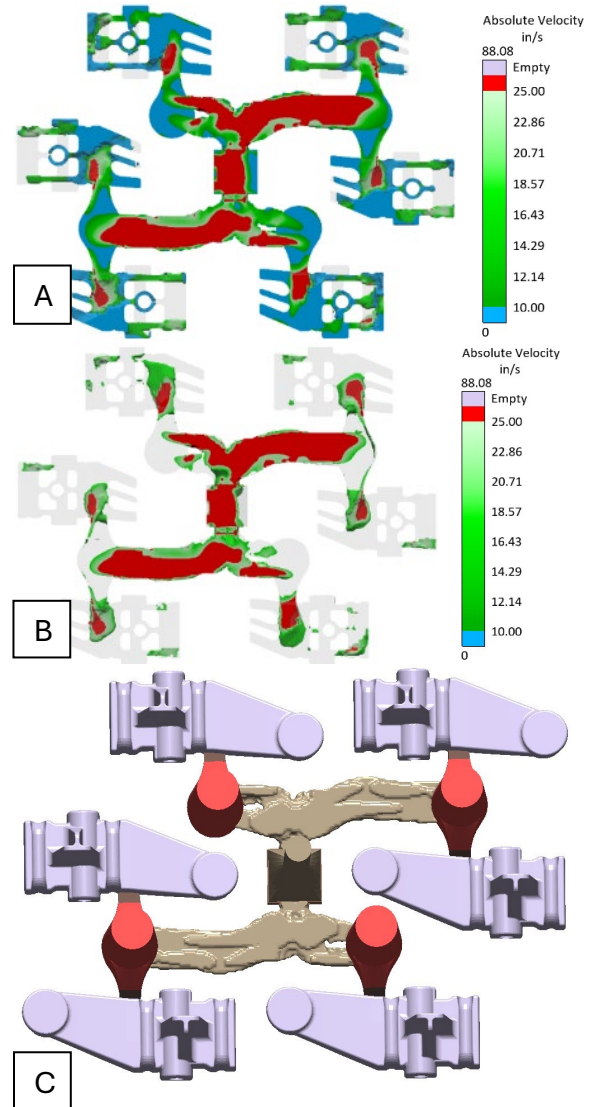 Absolute Velocity
in/s
88.08
Empty
25.00
22.86
20.71
18.57
16.43
14.29
12.14
10.00
0
A
Absolute Velocity
in/s
88.08
Empty
25.00
22.86
20.71
18.57
16.43
14.29
12.14
10.00
0
B
C